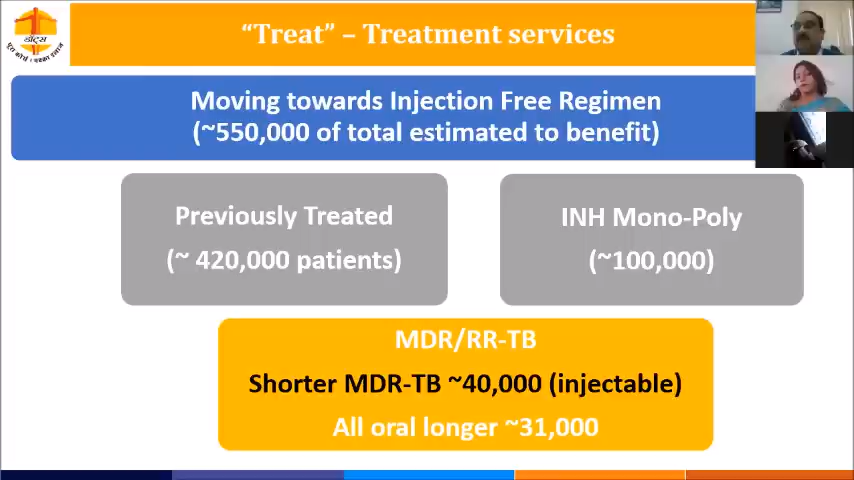 डॉट्स
"Treat" – Treatment services
Moving towards Injection Free Regimen
(~550,000 of total estimated to benefit)
Previously Treated
(~ 420,000 patients)
INH Mono-Poly
(~100,000)
MDR/RR-TB
Shorter MDR-TB ~40,000 (injectable)
All oral longer ~31,000